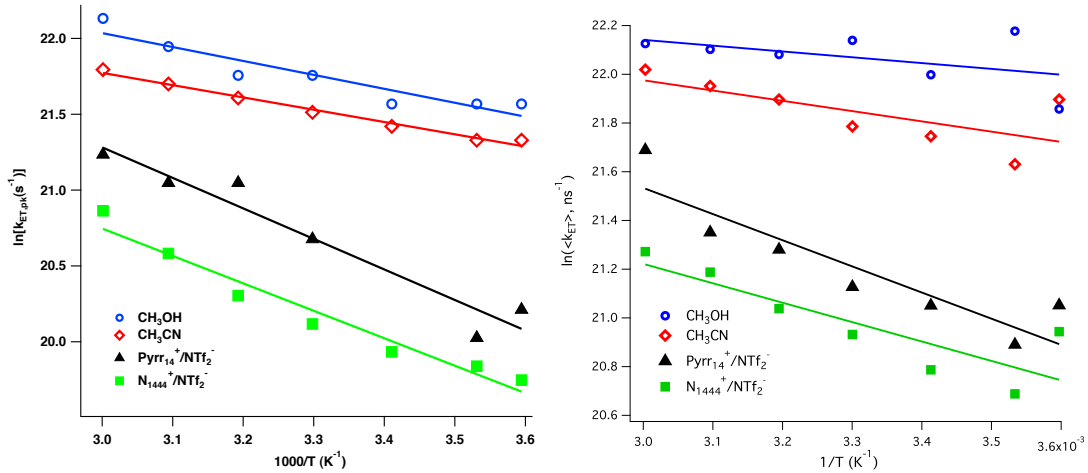 22.0
21.5
21.0
20.5
20.0
ln[k_ET,pk(s⁻¹)]
CH₃OH
CH₃CN
Pyrr₁₄⁺/NTf₂⁻
N₁₄₄₄⁺/NTf₂⁻
3.0 3.1 3.2 3.3 3.4 3.5 3.6
1000/T (K⁻¹)
22.2
22.0
21.8
21.6
21.4
21.2
21.0
20.8
20.6
ln(<k_ET>, ns⁻¹)
CH₃OH
CH₃CN
Pyrr₁₄⁺/NTf₂⁻
N₁₄₄₄⁺/NTf₂⁻
3.0 3.1 3.2 3.3 3.4 3.5 3.6x10⁻³
1/T (K⁻¹)